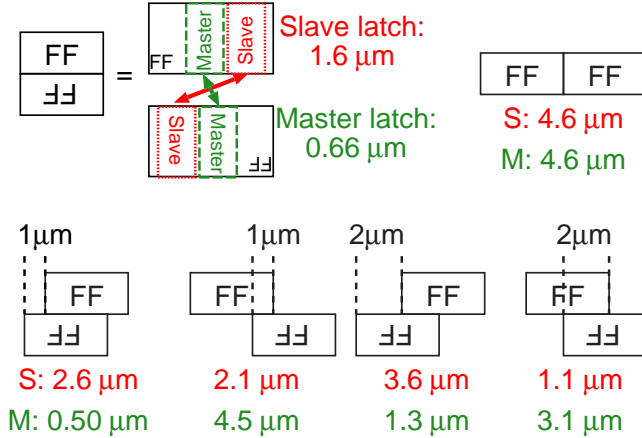 FF
FF
=
FF
Master
Slave
Slave
Master
FF
Slave latch:
1.6 μm
Master latch:
0.66 μm
FF FF
S: 4.6 μm
M: 4.6 μm
1μm
FF
FF
S: 2.6 μm
M: 0.50 μm
1μm
FF
FF
2.1 μm
4.5 μm
2μm
FF
FF
3.6 μm
1.3 μm
2μm
FF
FF
1.1 μm
3.1 μm